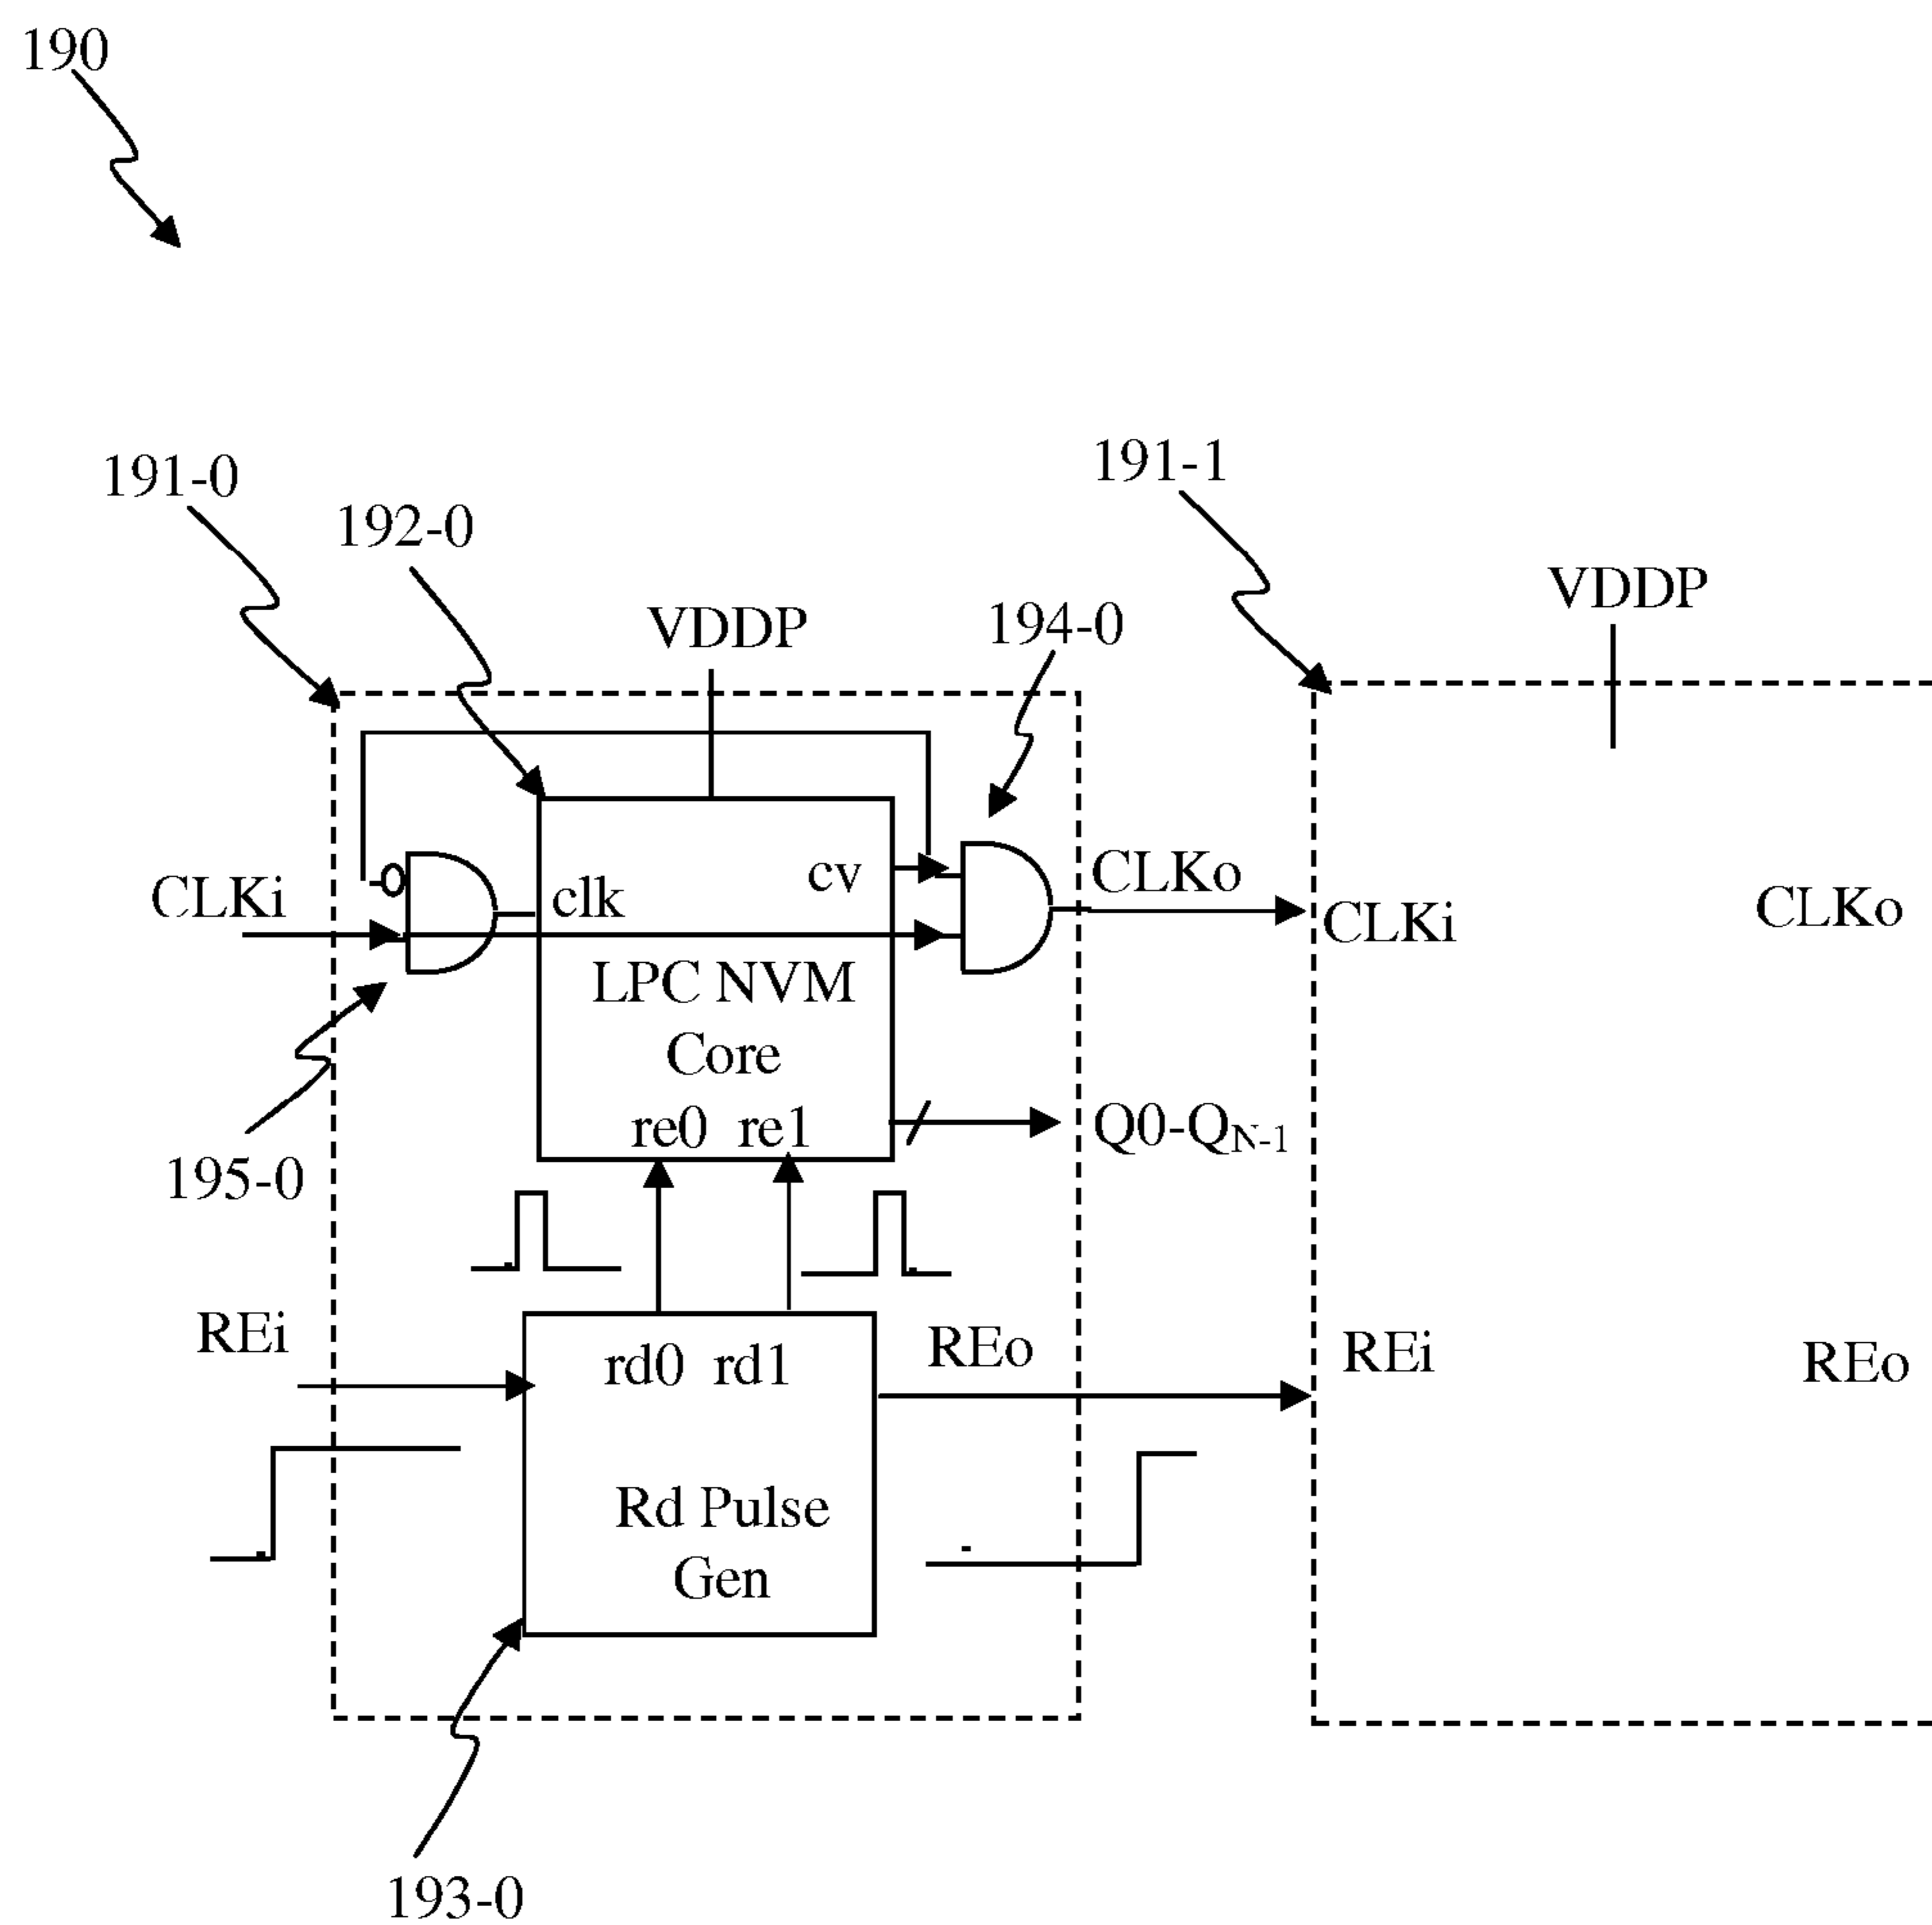 190
191-0
191-1
192-0
VDDP
VDDP
194-0
CLKi
clk
cv
CLKo
CLKi
CLKo
LPC NVM
Core
re0 re1
Q0-QN-1
195-0
REi
rd0 rd1
REo
REi
REo
Rd Pulse
Gen
193-0